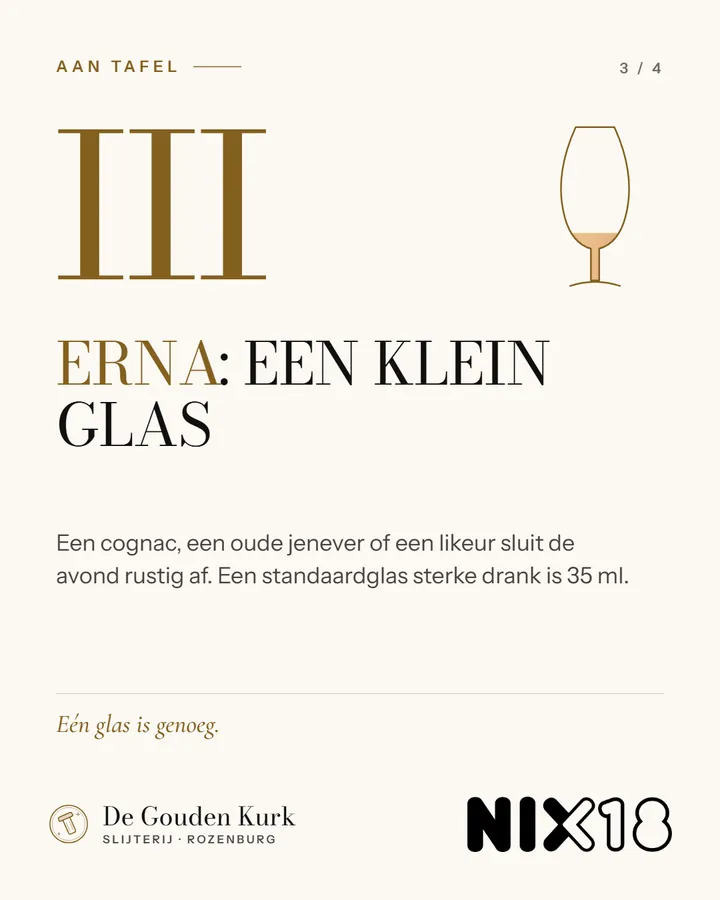 AAN TAFEL
3 / 4
III
ERNA: EEN KLEIN
GLAS
Een cognac, een oude jenever of een likeur sluit de
avond rustig af. Een standaardglas sterke drank is 35 ml.
Eén glas is genoeg.
De Gouden Kurk
SLIJTERIJ · ROZENBURG
NIX18